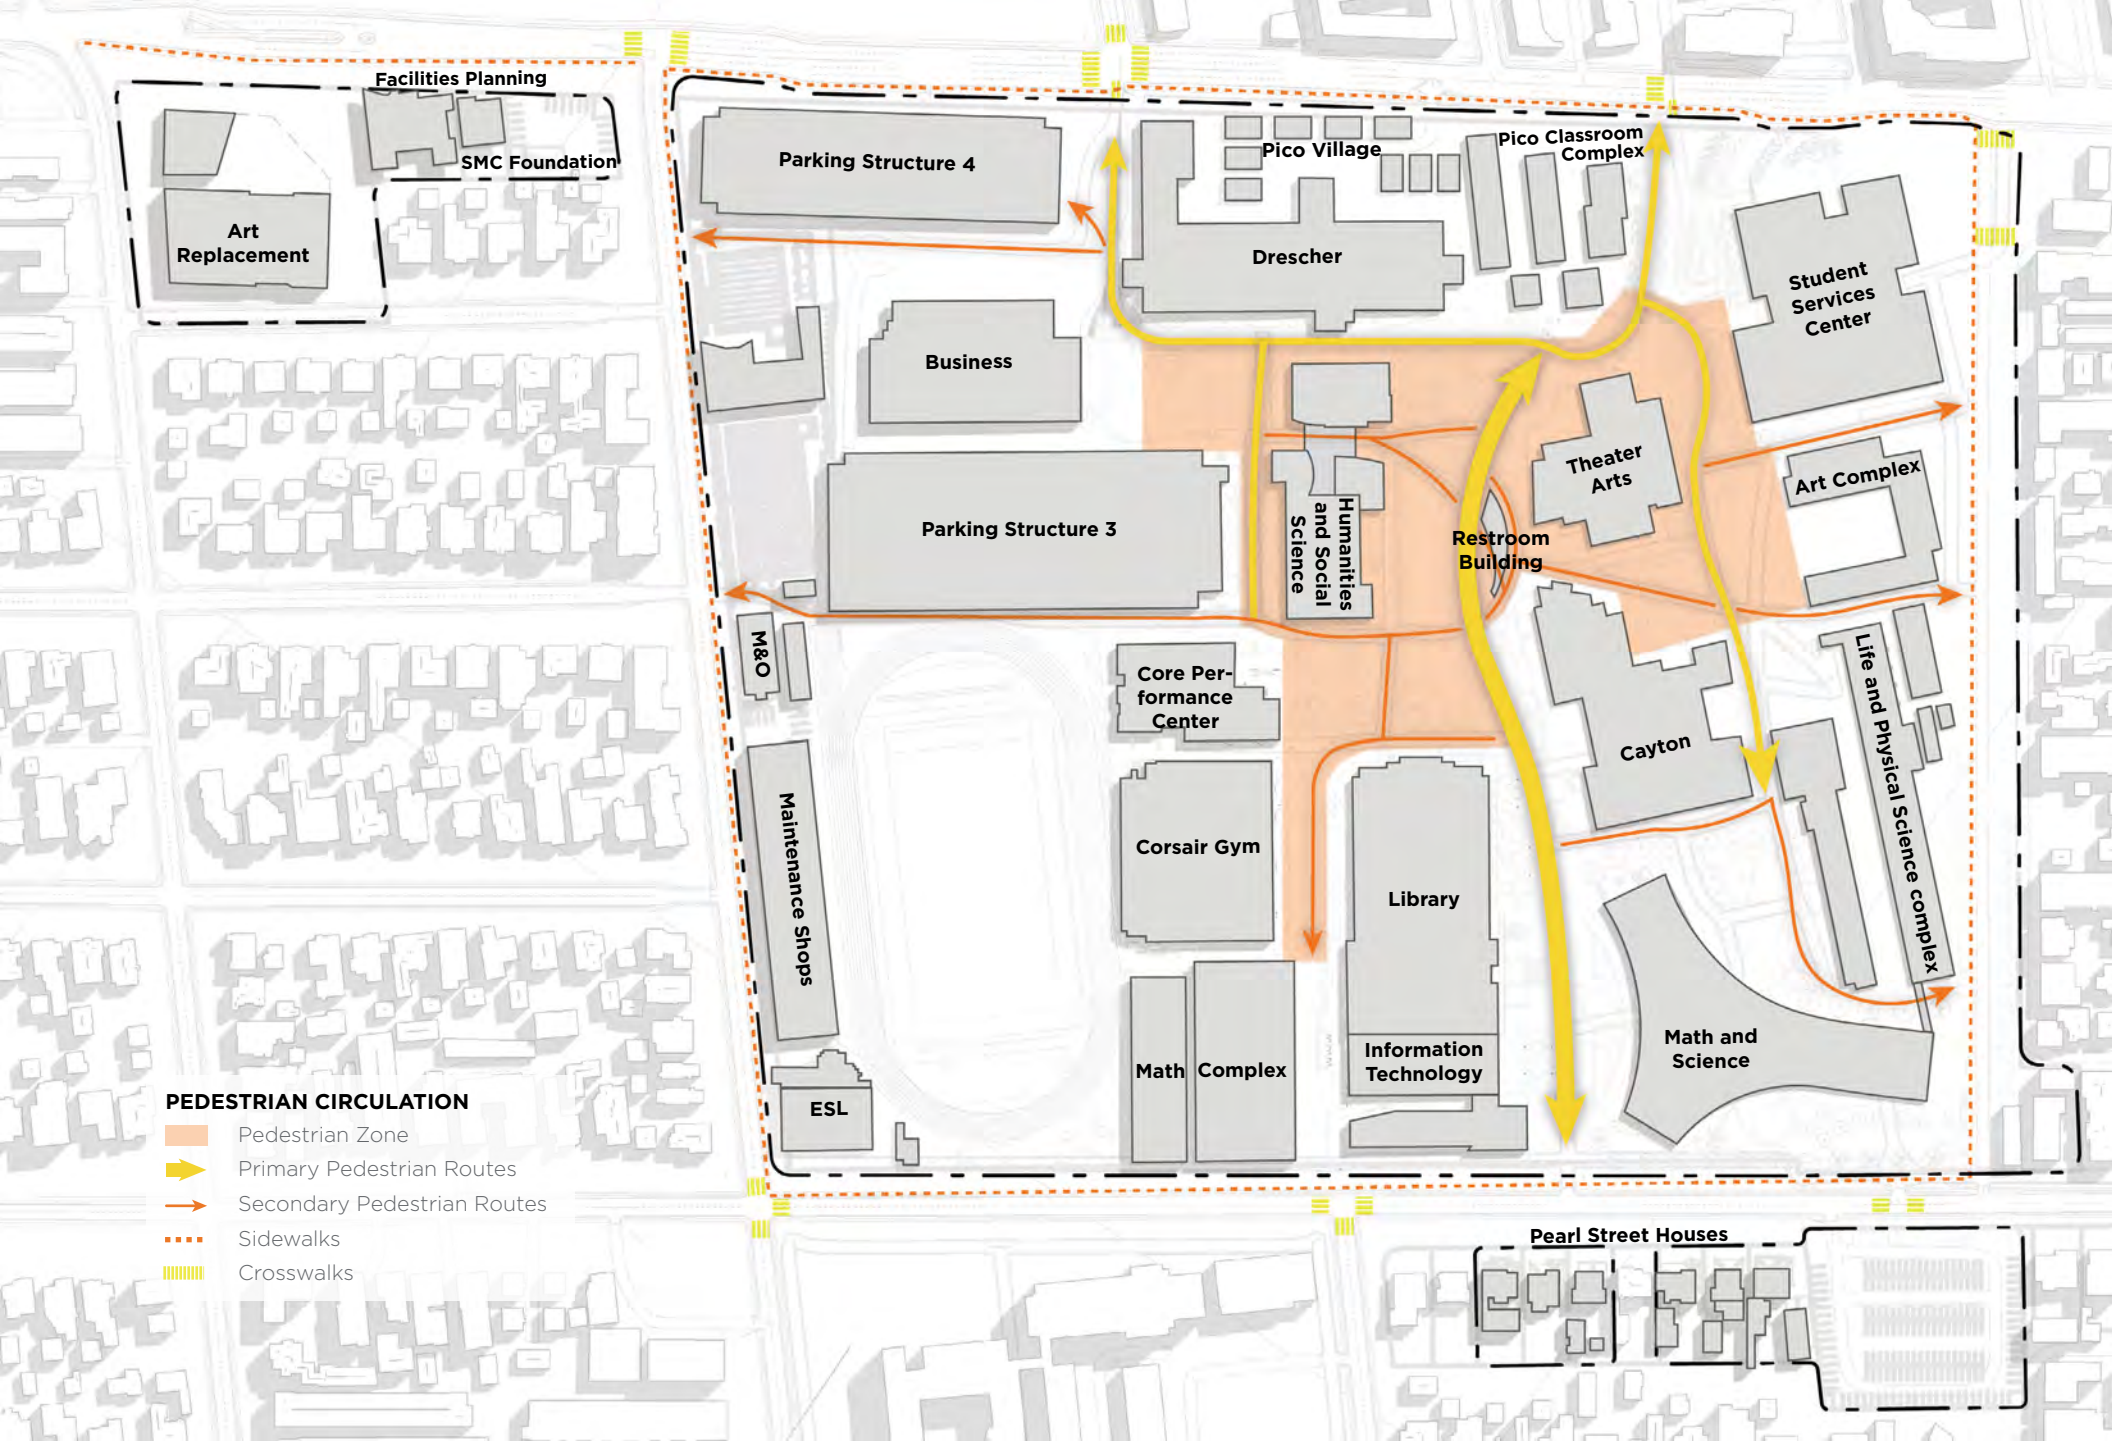 Facilities Planning
SMC Foundation
Art
Replacement
Parking Structure 4
Pico Village
Pico Classroom
Complex
Drescher
Student
Services
Center
Business
Theater
Arts
Art Complex
Parking Structure 3
Humanities
and Social
Science
Restroom
Building
M&O
Core Per-
formance
Center
Cayton
Life and Physical Science complex
Maintenance Shops
Corsair Gym
Library
Math and
Science
Information
Technology
Math
Complex
ESL
PEDESTRIAN CIRCULATION
Pedestrian Zone
Primary Pedestrian Routes
Secondary Pedestrian Routes
Sidewalks
Crosswalks
Pearl Street Houses